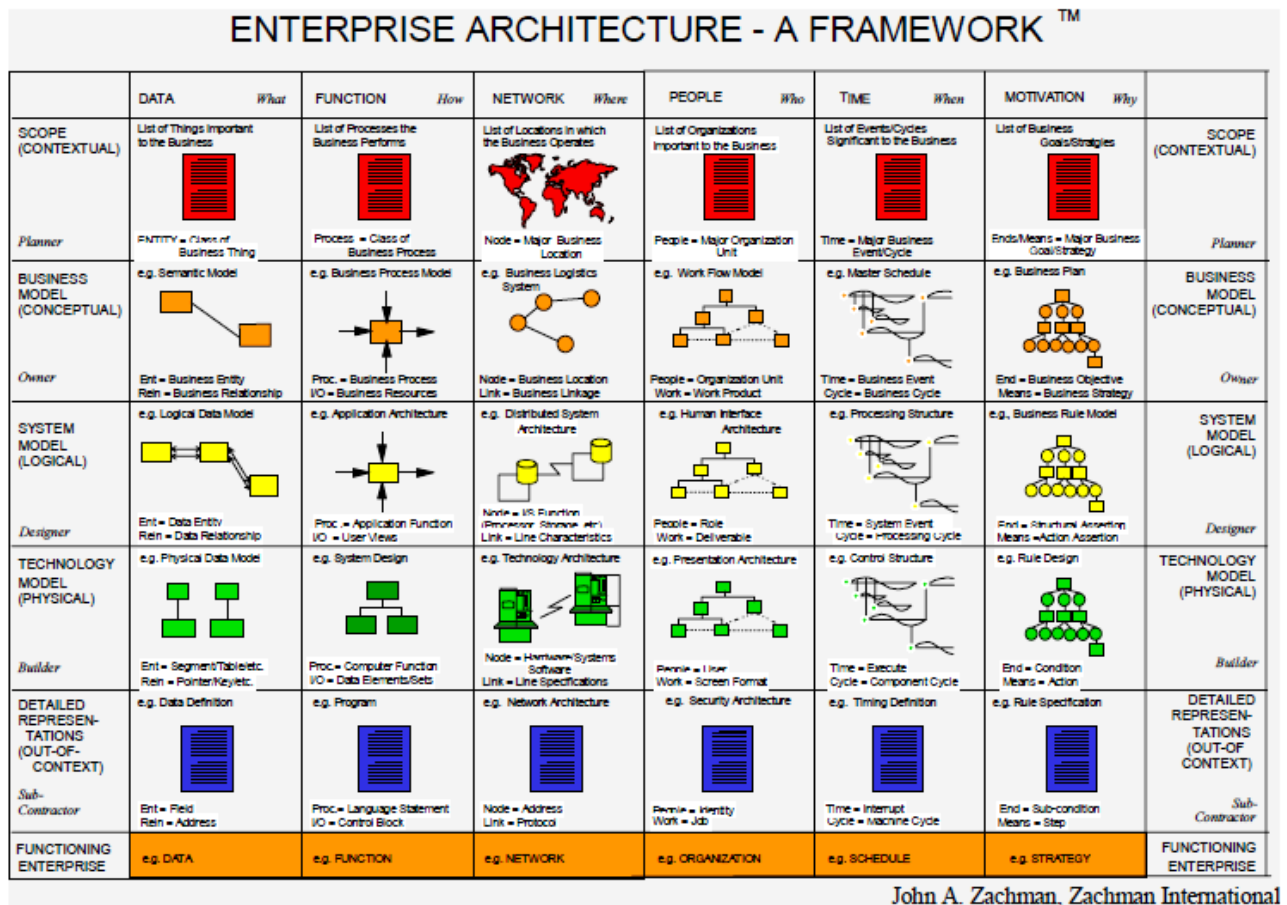 ENTERPRISE ARCHITECTURE - A FRAMEWORK ™
DATA What
FUNCTION How
NETWORK Where
PEOPLE Who
TIME When
MOTIVATION Why
SCOPE
(CONTEXTUAL)
Planner
List of Things Important
to the Business
ENTITY = Class of
Business Thing
List of Processes the
Business Performs
Process = Class of
Business Process
List of Locations in which
the Business Operates
Node = Major Business
Location
List of Organizations
Important to the Business
People = Major Organization
Unit
List of Events/Cycles
Significant to the Business
Time = Major Business
Event/Cycle
List of Business
Goals/Stratgies
Ends/Means = Major Business
Goal/Strategy
SCOPE
(CONTEXTUAL)
Planner
BUSINESS
MODEL
(CONCEPTUAL)
Owner
e.g. Semantic Model
Ent = Business Entity
Reln = Business Relationship
e.g. Business Process Model
Proc. = Business Process
I/O = Business Resources
e.g. Business Logistics
System
Node = Business Location
Link = Business Linkage
e.g. Work Flow Model
People = Organization Unit
Work = Work Product
e.g. Master Schedule
Time = Business Event
Cycle = Business Cycle
e.g. Business Plan
End = Business Objective
Means = Business Strategy
BUSINESS
MODEL
(CONCEPTUAL)
Owner
SYSTEM
MODEL
(LOGICAL)
Designer
e.g. Logical Data Model
Ent = Data Entity
Reln = Data Relationship
e.g. Application Architecture
Proc .= Application Function
I/O = User Views
e.g. Distributed System
Architecture
Node = I/S Function
(Processor, Storage, etc)
Link = Line Characteristics
e.g. Human Interface
Architecture
People = Role
Work = Deliverable
e.g. Processing Structure
Time = System Event
Cycle = Processing Cycle
e.g., Business Rule Model
End = Structural Assertion
Means =Action Assertion
SYSTEM
MODEL
(LOGICAL)
Designer
TECHNOLOGY
MODEL
(PHYSICAL)
Builder
e.g. Physical Data Model
Ent = Segment/Table/etc.
Reln = Pointer/Key/etc.
e.g. System Design
Proc.= Computer Function
I/O = Data Elements/Sets
e.g. Technology Architecture
Node = Hardware/Systems
Software
Link = Line Specifications
e.g. Presentation Architecture
People = User
Work = Screen Format
e.g. Control Structure
Time = Execute
Cycle = Component Cycle
e.g. Rule Design
End = Condition
Means = Action
TECHNOLOGY
MODEL
(PHYSICAL)
Builder
DETAILED
REPRESEN-
TATIONS
(OUT-OF-
CONTEXT)
Sub-
Contractor
e.g. Data Definition
Ent = Field
Reln = Address
e.g. Program
Proc.= Language Statement
I/O = Control Block
e.g. Network Architecture
Node = Address
Link = Protocol
e.g. Security Architecture
People = Identity
Work = Job
e.g. Timing Definition
Time = Interrupt
Cycle = Machine Cycle
e.g. Rule Specification
End = Sub-condition
Means = Step
DETAILED
REPRESEN-
TATIONS
(OUT-OF
CONTEXT)
Sub-
Contractor
FUNCTIONING
ENTERPRISE
e.g. DATA
e.g. FUNCTION
e.g. NETWORK
e.g. ORGANIZATION
e.g. SCHEDULE
e.g. STRATEGY
FUNCTIONING
ENTERPRISE
John A. Zachman, Zachman International